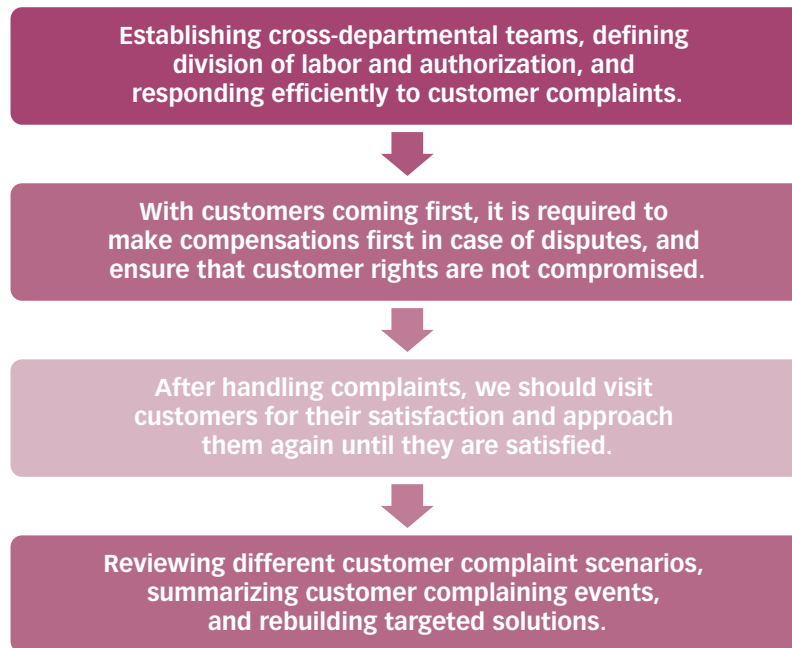 Establishing cross-departmental teams, defining
division of labor and authorization, and
responding efficiently to customer complaints.
With customers coming first, it is required to
make compensations first in case of disputes, and
ensure that customer rights are not compromised.
After handling complaints, we should visit
customers for their satisfaction and approach
them again until they are satisfied.
Reviewing different customer complaint scenarios,
summarizing customer complaining events,
and rebuilding targeted solutions.